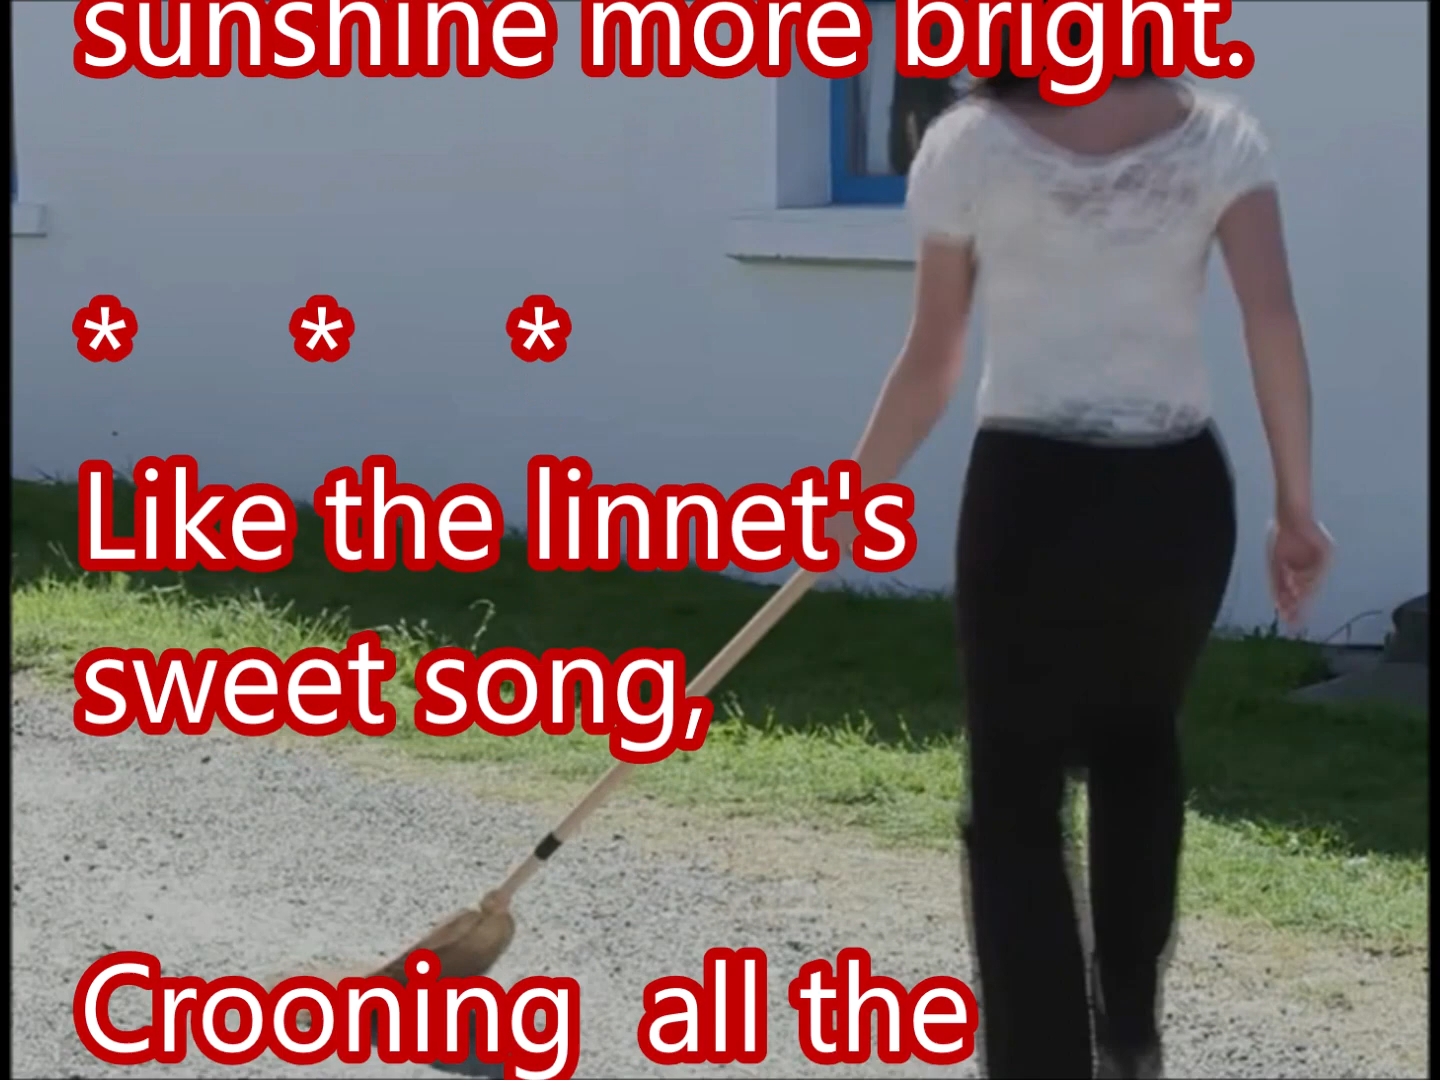 sunshine more bright.
* * *
Like the linnet's
sweet song,
Crooning all the